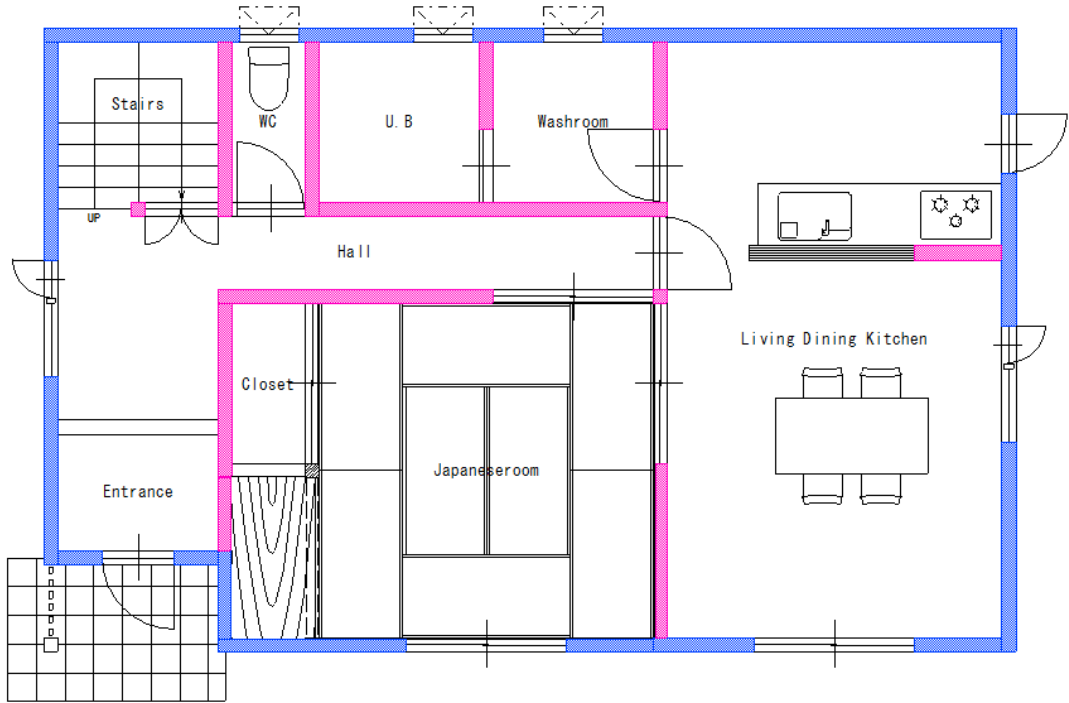 Stairs
WC
U.B
Washroom
UP
Hall
Living Dining Kitchen
Closet
Japaneseroom
Entrance